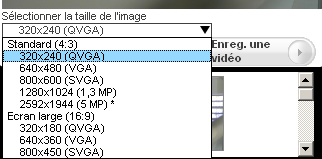 Sélectionner la taille de l'image
320x240 (QVGA)
Enreg. une
vidéo
Standard (4:3)
320x240 (QVGA)
640x480 (VGA)
800x600 (SVGA)
1280x1024 (1,3 MP)
2592x1944 (5 MP) *
Ecran large (16:9)
320x180 (QVGA)
640x360 (VGA)
800x450 (SVGA)